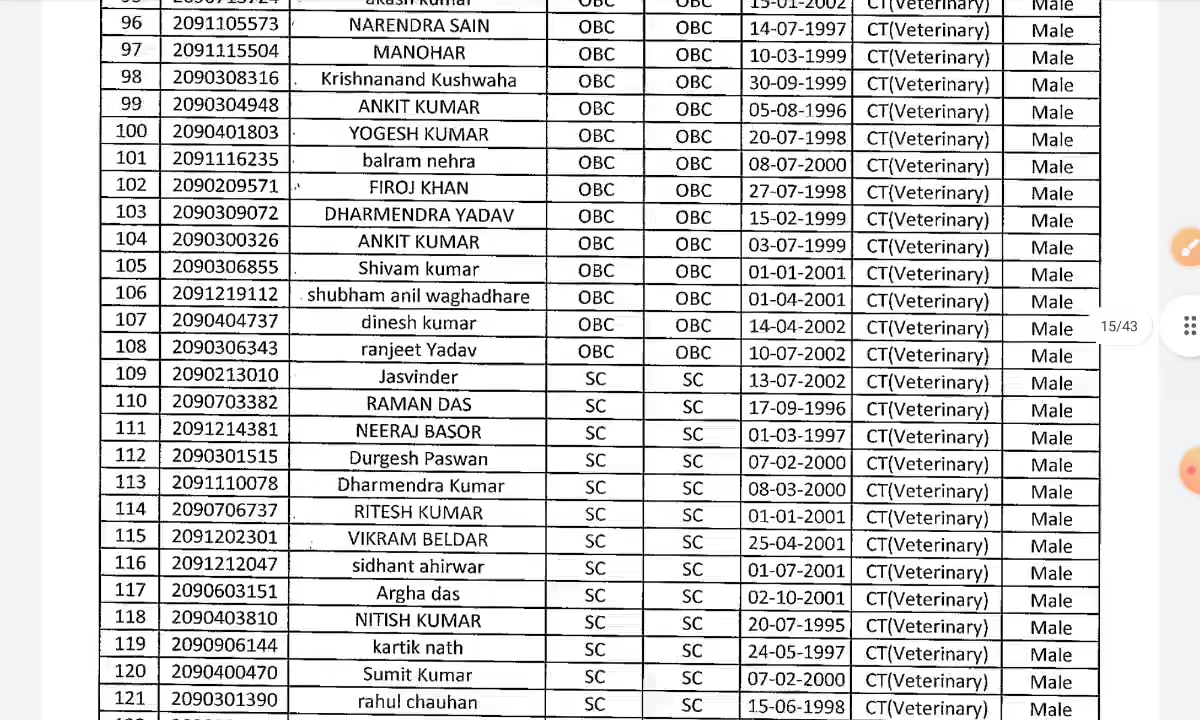 akash kumar OBC OBC 15-01-2002 CT(Veterinary) Male
96 2091105573 NARENDRA SAIN OBC OBC 14-07-1997 CT(Veterinary) Male
97 2091115504 MANOHAR OBC OBC 10-03-1999 CT(Veterinary) Male
98 2090308316 Krishnanand Kushwaha OBC OBC 30-09-1999 CT(Veterinary) Male
99 2090304948 ANKIT KUMAR OBC OBC 05-08-1996 CT(Veterinary) Male
100 2090401803 YOGESH KUMAR OBC OBC 20-07-1998 CT(Veterinary) Male
101 2091116235 balram nehra OBC OBC 08-07-2000 CT(Veterinary) Male
102 2090209571 FIROJ KHAN OBC OBC 27-07-1998 CT(Veterinary) Male
103 2090309072 DHARMENDRA YADAV OBC OBC 15-02-1999 CT(Veterinary) Male
104 2090300326 ANKIT KUMAR OBC OBC 03-07-1999 CT(Veterinary) Male
105 2090306855 Shivam kumar OBC OBC 01-01-2001 CT(Veterinary) Male
106 2091219112 shubham anil waghadhare OBC OBC 01-04-2001 CT(Veterinary) Male
107 2090404737 dinesh kumar OBC OBC 14-04-2002 CT(Veterinary) Male 15/43
108 2090306343 ranjeet Yadav OBC OBC 10-07-2002 CT(Veterinary) Male
109 2090213010 Jasvinder SC SC 13-07-2002 CT(Veterinary) Male
110 2090703382 RAMAN DAS SC SC 17-09-1996 CT(Veterinary) Male
111 2091214381 NEERAJ BASOR SC SC 01-03-1997 CT(Veterinary) Male
112 2090301515 Durgesh Paswan SC SC 07-02-2000 CT(Veterinary) Male
113 2091110078 Dharmendra Kumar SC SC 08-03-2000 CT(Veterinary) Male
114 2090706737 RITESH KUMAR SC SC 01-01-2001 CT(Veterinary) Male
115 2091202301 VIKRAM BELDAR SC SC 25-04-2001 CT(Veterinary) Male
116 2091212047 sidhant ahirwar SC SC 01-07-2001 CT(Veterinary) Male
117 2090603151 Argha das SC SC 02-10-2001 CT(Veterinary) Male
118 2090403810 NITISH KUMAR SC SC 20-07-1995 CT(Veterinary) Male
119 2090906144 kartik nath SC SC 24-05-1997 CT(Veterinary) Male
120 2090400470 Sumit Kumar SC SC 07-02-2000 CT(Veterinary) Male
121 2090301390 rahul chauhan SC SC 15-06-1998 CT(Veterinary) Male